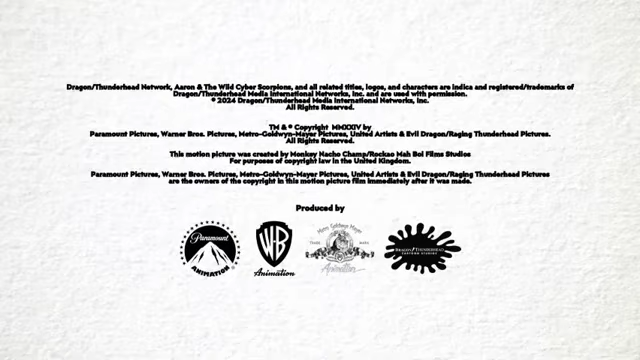 Dragon/Thunderhead Network, Aaron & The Wild Cyber Scorpions, and all related titles, logos, and characters are indica and registered/trademarks of
Dragon/Thunderhead Media International Networks, Inc. and are used with permission.
© 2024 Dragon/Thunderhead Media International Networks, Inc.
All Rights Reserved.
TM & © Copyright MMXXIV by
Paramount Pictures, Warner Bros. Pictures, Metro-Goldwyn-Mayer Pictures, United Artists & Evil Dragon/Raging Thunderhead Pictures.
All Rights Reserved.
This motion picture was created by Monkey Nacho Champ/Rockao Mah Boi Films Studios
For purposes of copyright law in the United Kingdom.
Paramount Pictures, Warner Bros. Pictures, Metro-Goldwyn-Mayer Pictures, United Artists & Evil Dragon/Raging Thunderhead Pictures
are the owners of the copyright in this motion picture film immediately after it was made.
Produced by
Paramount
ANIMATION
WB
Animation
Metro Goldwyn Mayer
TRADE MARK
Animation
DRAGON/THUNDERHEAD
CARTOON STUDIOS